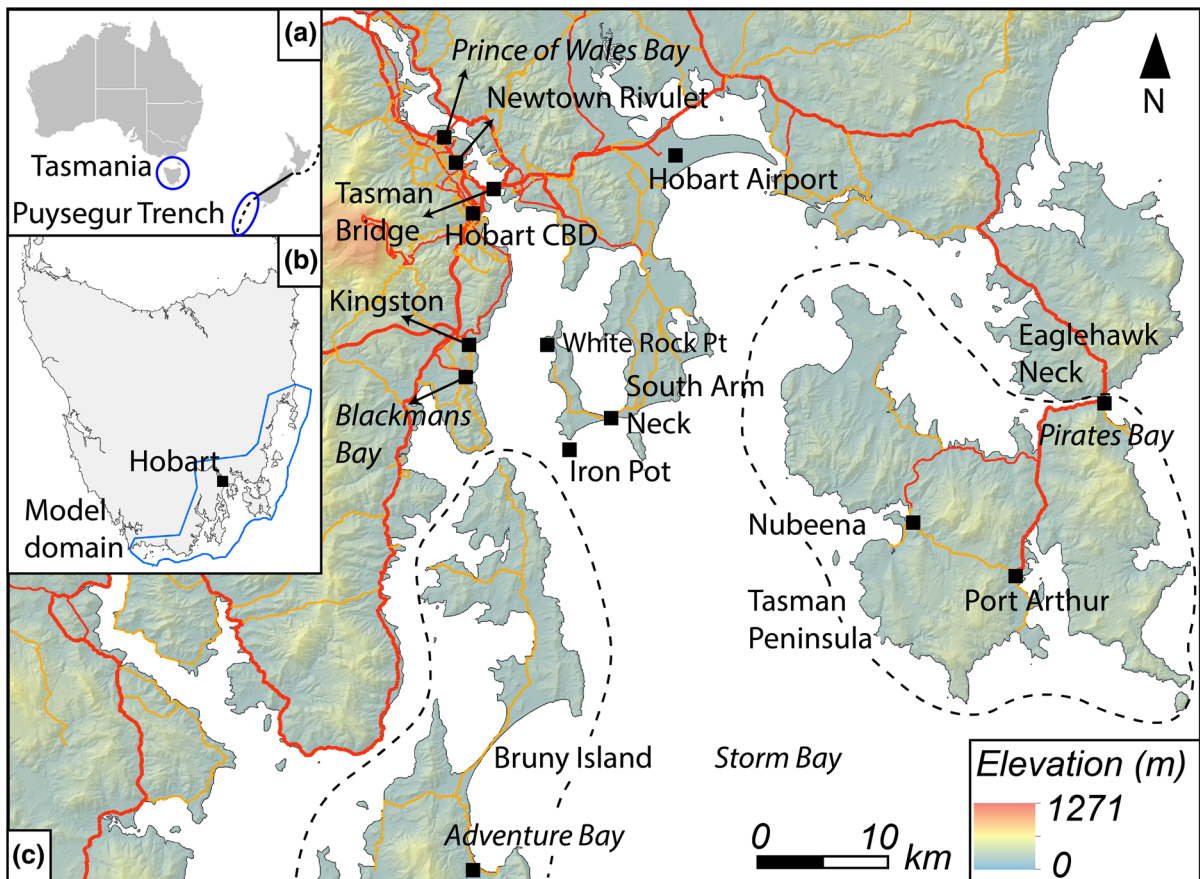 (a)
Tasmania
Puysegur Trench
(b)
Hobart
Model
domain
(c)
Prince of Wales Bay
Newtown Rivulet
N
Hobart Airport
Tasman
Bridge
Hobart CBD
Kingston
White Rock Pt
Eaglehawk
Neck
South Arm
Neck
Blackmans
Bay
Pirates Bay
Iron Pot
Nubeena
Tasman
Peninsula
Port Arthur
Bruny Island
Storm Bay
Adventure Bay
0 10
km
Elevation (m)
1271
0